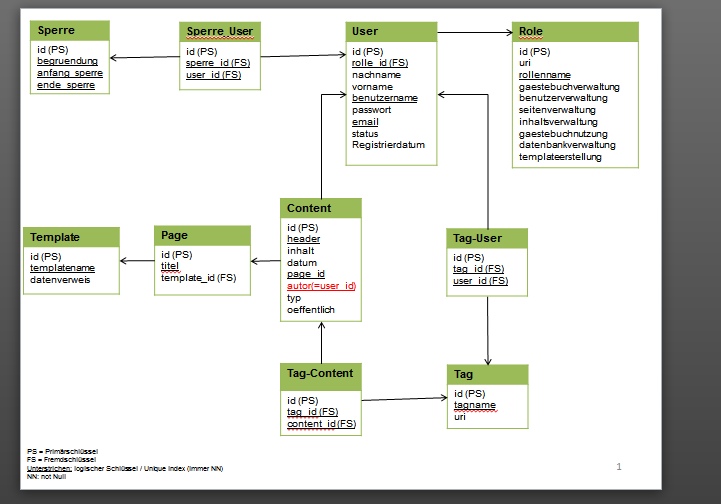 Sperre
id (PS)
begruendung
anfang_sperre
ende_sperre
Sperre_User
id (PS)
sperre_id (FS)
user_id (FS)
User
id (PS)
rolle_id (FS)
nachname
vorname
benutzername
passwort
email
status
Registrierdatum
Role
id (PS)
uri
rollenname
gaestebuchverwaltung
benutzerverwaltung
seitenverwaltung
inhaltsverwaltung
gaestebuchnutzung
datenbankverwaltung
templateerstellung
Template
id (PS)
templatename
datenverweis
Page
id (PS)
titel
template_id (FS)
Content
id (PS)
header
inhalt
datum
page_id
autor(=user_id)
typ
oeffentlich
Tag-User
id (PS)
tag_id (FS)
user_id (FS)
Tag-Content
id (PS)
tag_id (FS)
content_id (FS)
Tag
id (PS)
tagname
uri
PS = Primärschlüssel
FS = Fremdschlüssel
Unterstrichen: logischer Schlüssel / Unique Index (immer NN)
NN: not Null
1